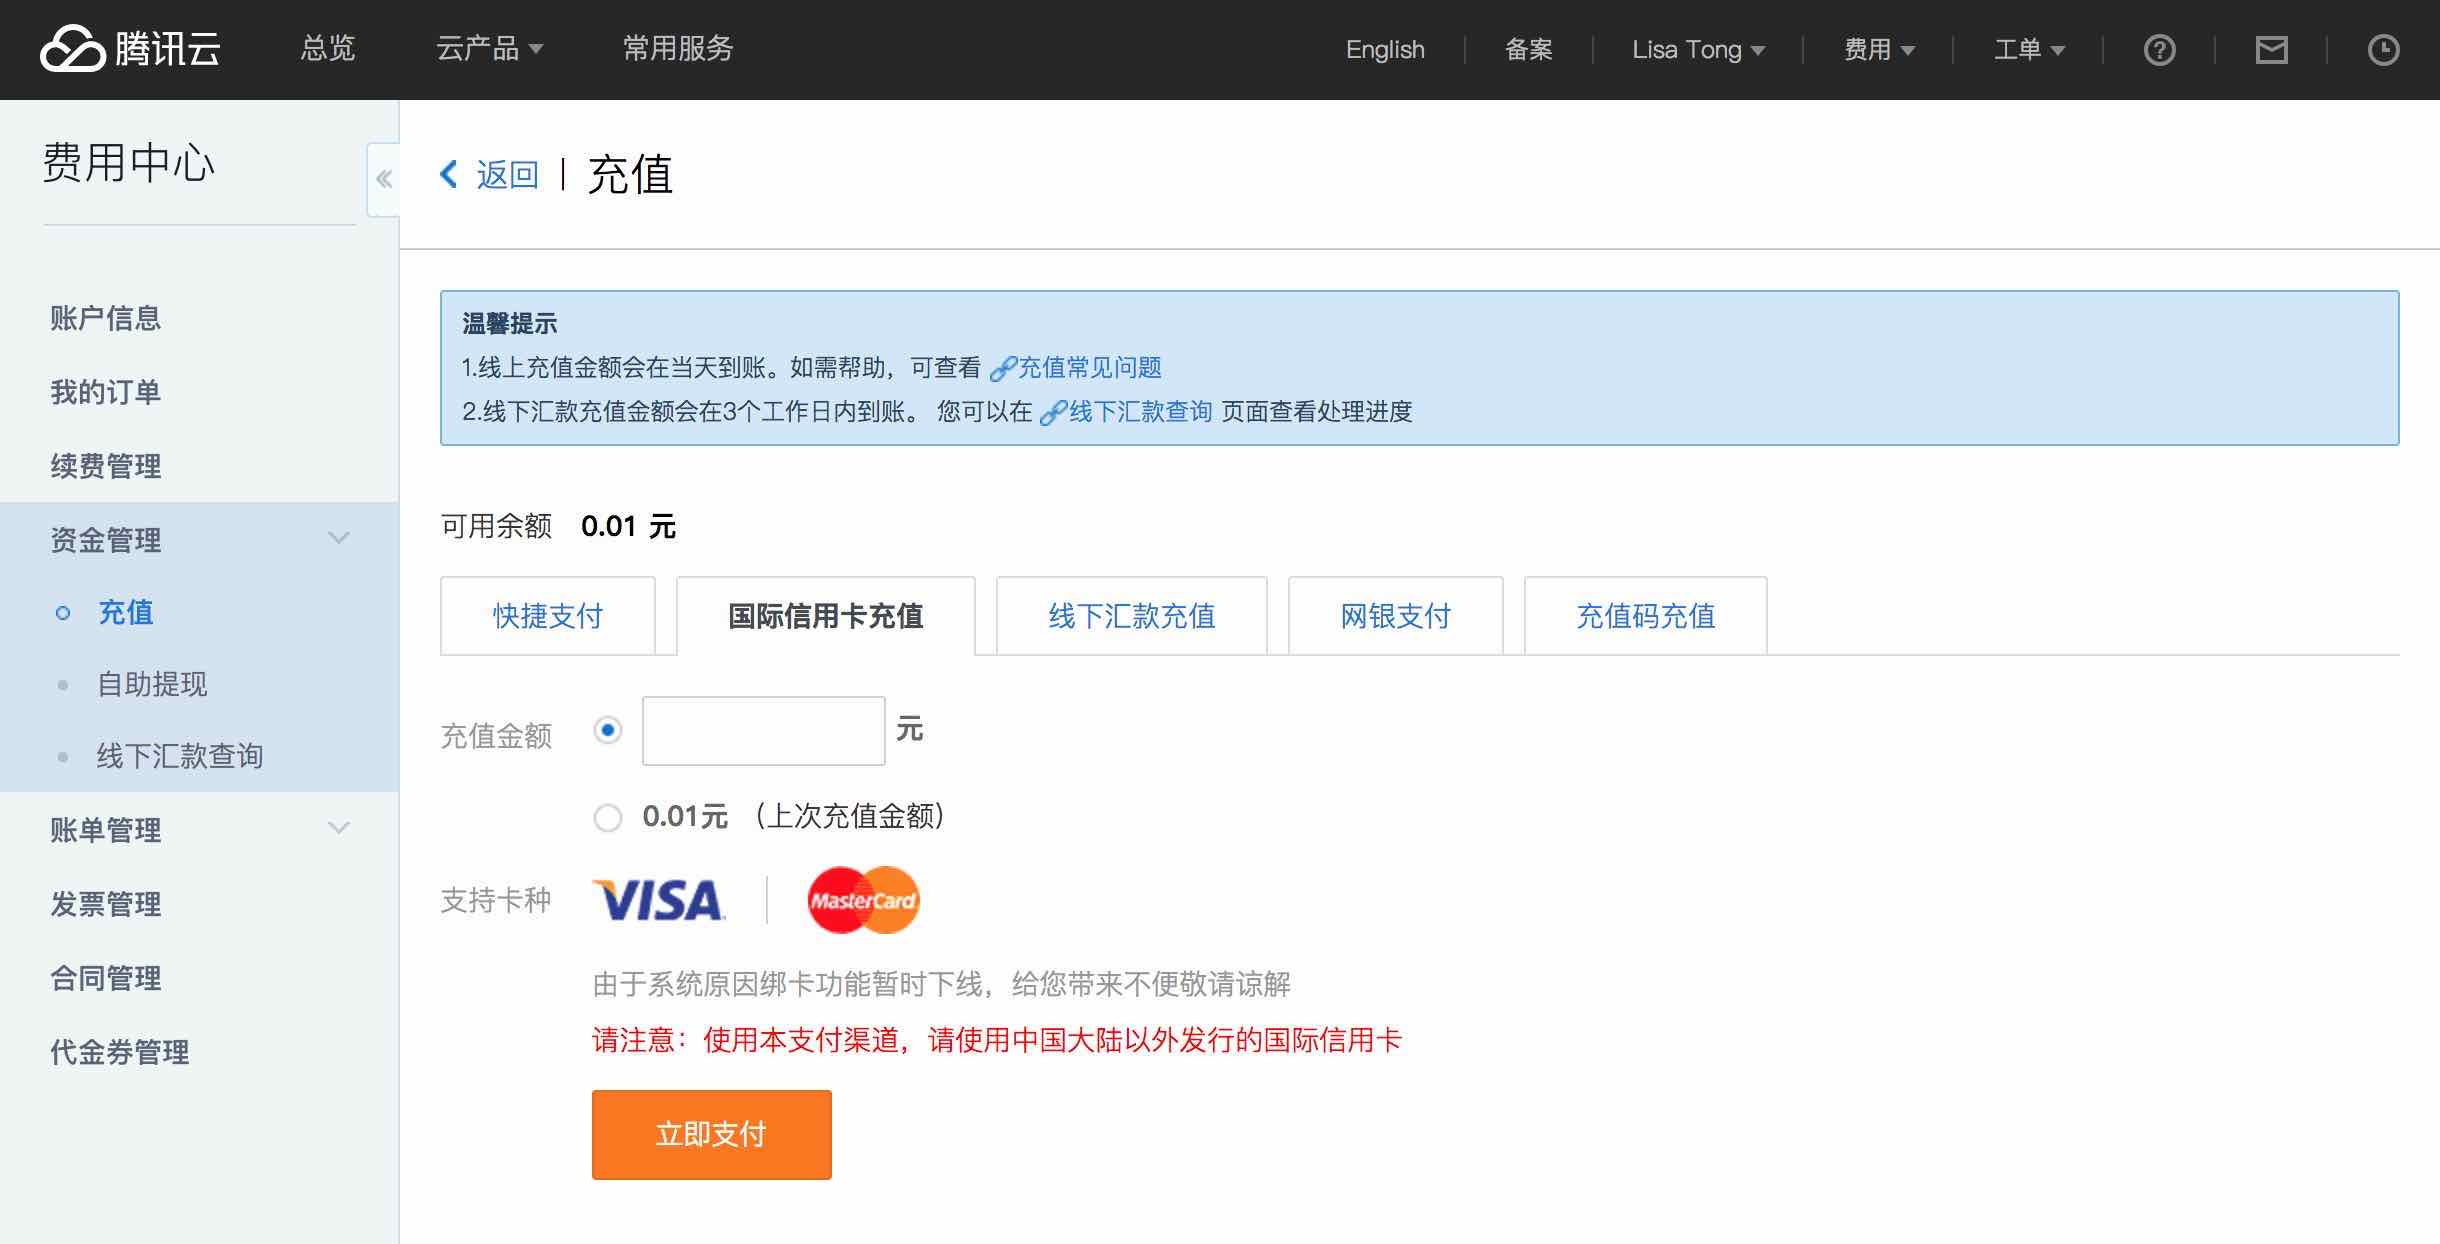 腾讯云 总览 云产品 常用服务 English 备案 Lisa Tong 费用 工单
费用中心
账户信息
我的订单
续费管理
资金管理
充值
自助提现
线下汇款查询
账单管理
发票管理
合同管理
代金券管理
返回 | 充值
温馨提示
1.线上充值金额会在当天到账。如需帮助，可查看 充值常见问题
2.线下汇款充值金额会在3个工作日内到账。 您可以在 线下汇款查询 页面查看处理进度
可用余额 0.01 元
快捷支付 国际信用卡充值 线下汇款充值 网银支付 充值码充值
充值金额 元
0.01元 （上次充值金额）
支持卡种 VISA MasterCard
由于系统原因绑卡功能暂时下线，给您带来不便敬请谅解
请注意：使用本支付渠道，请使用中国大陆以外发行的国际信用卡
立即支付